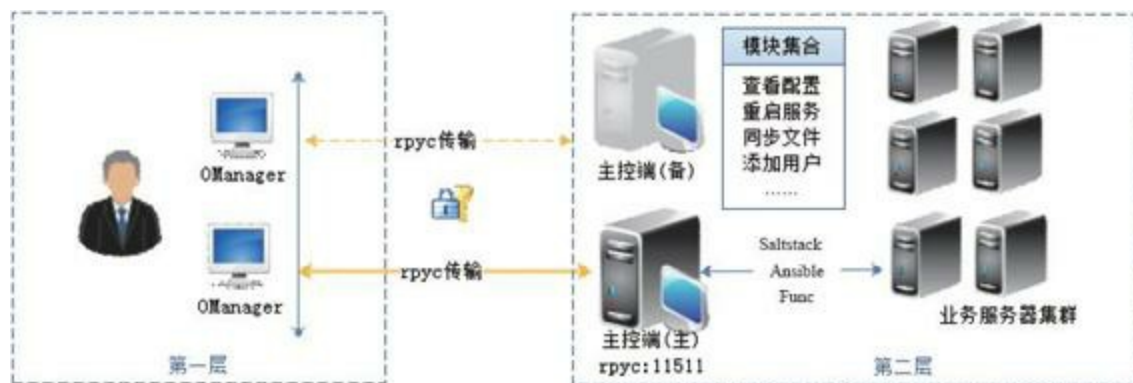 OManager
OManager
第一层
rpyc传输
rpyc传输
主控端(备)
模块集合
查看配置
重启服务
同步文件
添加用户
……
主控端(主)
rpyc:11511
Saltstack
Ansible
Func
业务服务器集群
第二层